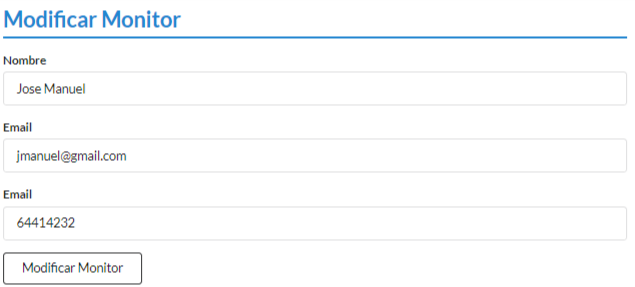 Modificar Monitor
Nombre
Jose Manuel
Email
jmanuel@gmail.com
Email
64414232
Modificar Monitor